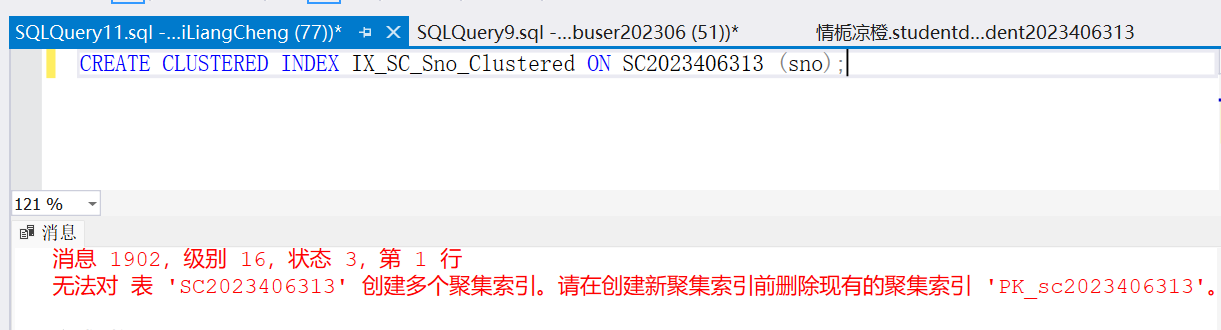 SQLQuery11.sql -...iLiangCheng (77))* SQLQuery9.sql -...buser202306 (51))* 情栀凉橙.studentd...dent2023406313
CREATE CLUSTERED INDEX IX_SC_Sno_Clustered ON SC2023406313 (sno);
121 %
消息
消息 1902，级别 16，状态 3，第 1 行
无法对 表 'SC2023406313' 创建多个聚集索引。请在创建新聚集索引前删除现有的聚集索引 'PK_sc2023406313'。